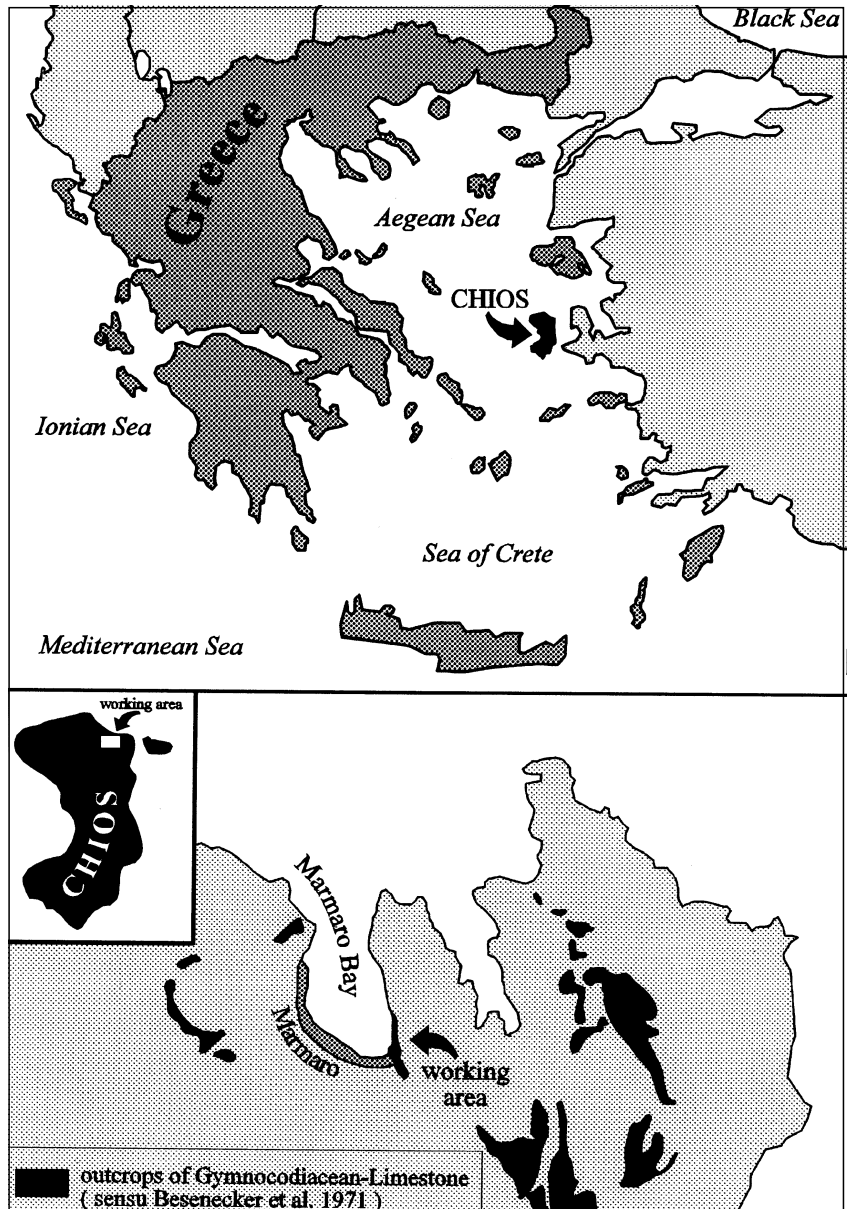 Black Sea
Greece
Aegean Sea
CHIOS
Ionian Sea
Sea of Crete
Mediterranean Sea
working area
CHIOS
Marmaro Bay
Marmaro
working
area
outcrops of Gymnocodiacean-Limestone
( sensu Besenecker et al. 1971 )